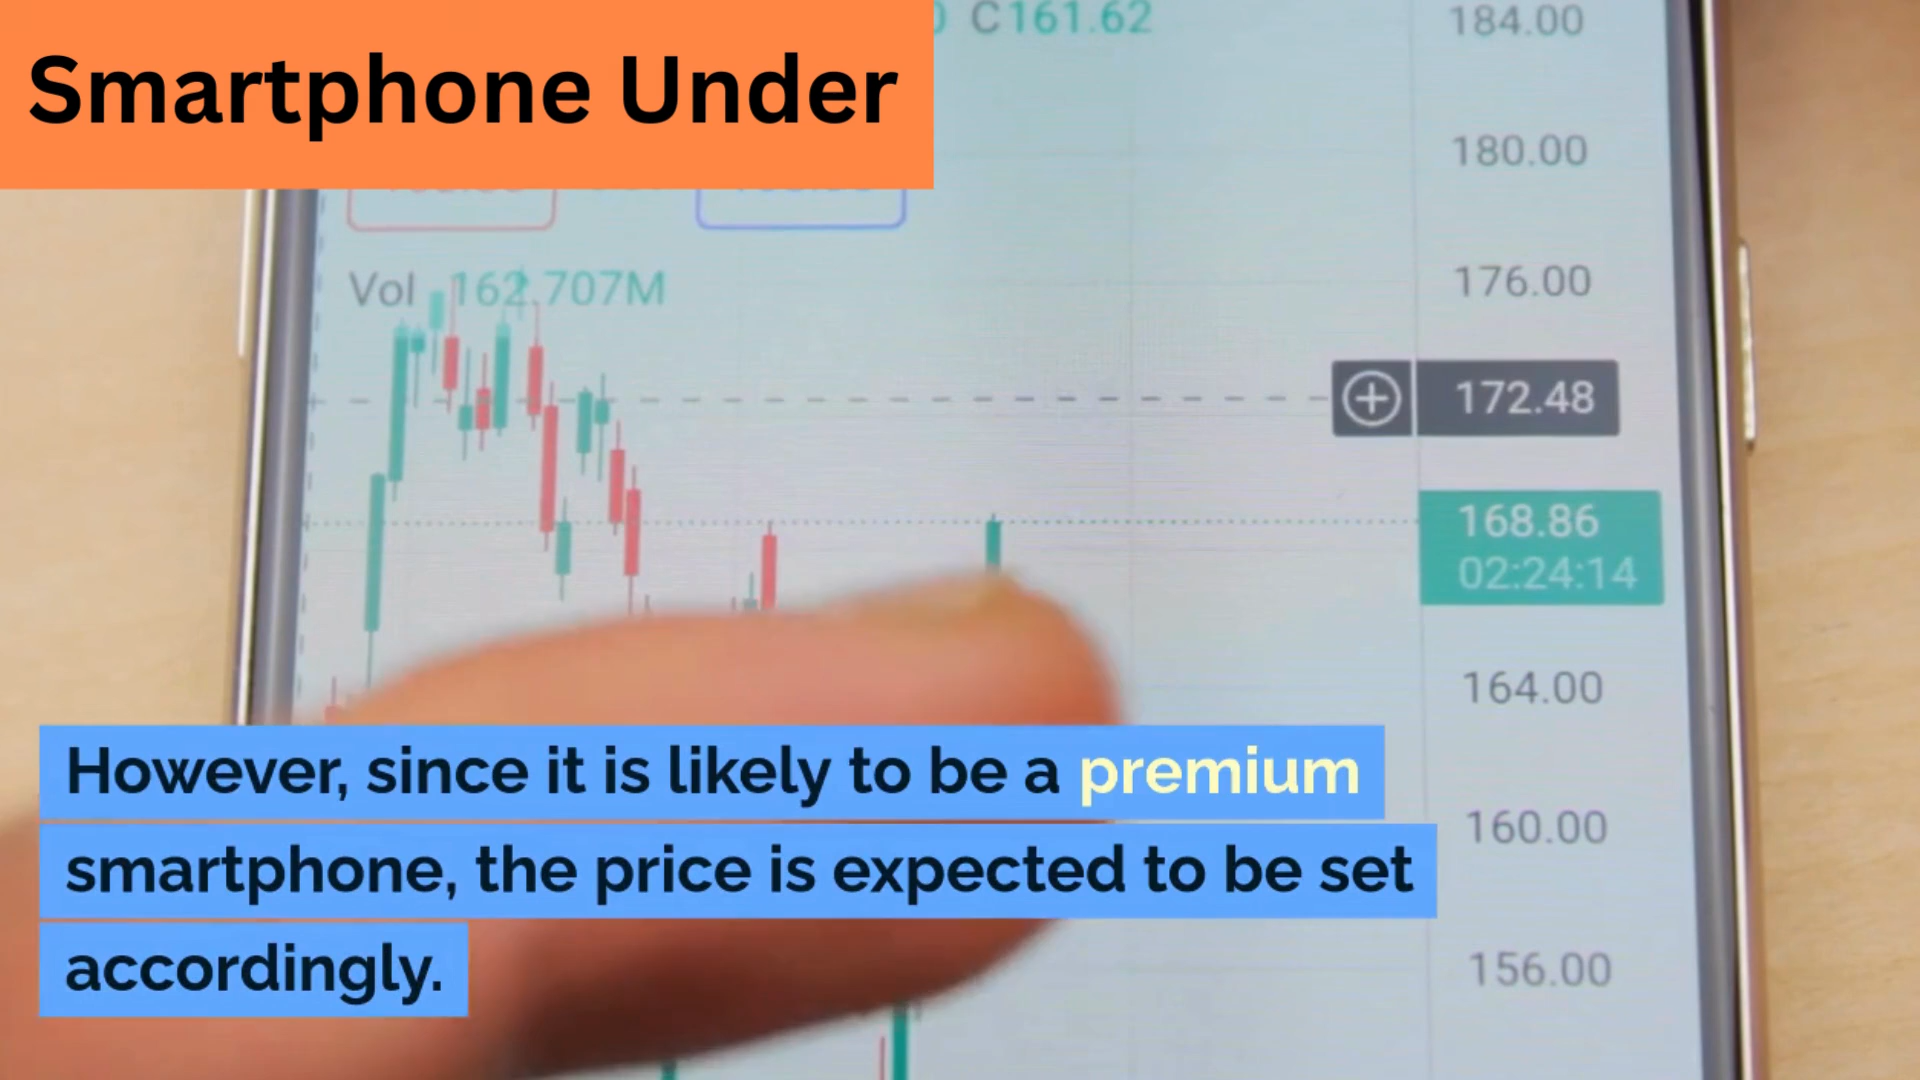 Smartphone Under
C161.62
184.00
180.00
Vol 162.707M
176.00
172.48
168.86
02:24:14
164.00
However, since it is likely to be a premium
smartphone, the price is expected to be set
accordingly.
160.00
156.00